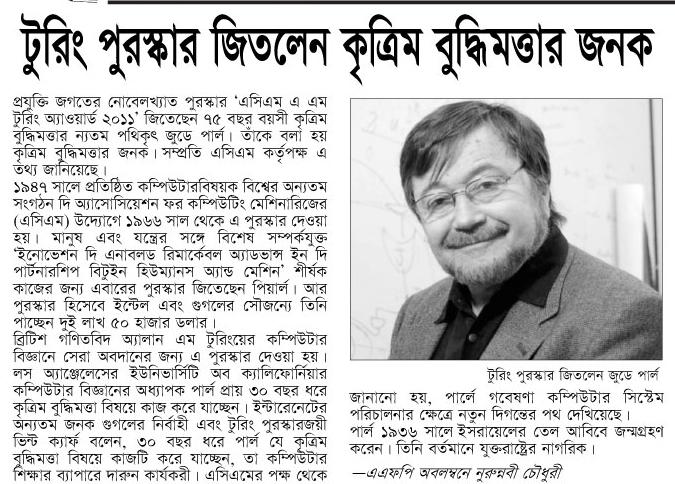 টুরিং পুরস্কার জিতলেন কৃত্রিম বুদ্ধিমত্তার জনক
প্রযুক্তি জগতের নোবেলখ্যাত পুরস্কার ‘এসিএম এ এম
টুরিং অ্যাওয়ার্ড ২০১১’ জিতেছেন ৭৫ বছর বয়সী কৃত্রিম
বুদ্ধিমত্তার ন্যতম পথিকৃৎ জুডে পার্ল। তাঁকে বলা হয়
কৃত্রিম বুদ্ধিমত্তার জনক। সম্প্রতি এসিএম কর্তৃপক্ষ এ
তথ্য জানিয়েছে।
১৯৪৭ সালে প্রতিষ্ঠিত কম্পিউটারবিষয়ক বিশ্বের অন্যতম
সংগঠন দি অ্যাসোসিয়েশন ফর কম্পিউটিং মেশিনারিজের
(এসিএম) উদ্যোগে ১৯৬৬ সাল থেকে এ পুরস্কার দেওয়া
হয়। মানুষ এবং যন্ত্রের সঙ্গে বিশেষ সম্পর্কযুক্ত
‘ইনোভেশন দি এনাবলড রিমার্কেবল অ্যাডভান্স ইন দি
পার্টনারশিপ বিটুইন হিউম্যানস অ্যান্ড মেশিন’ শীর্ষক
কাজের জন্য এবারের পুরস্কার জিতেছেন পিয়ার্ল। আর
পুরস্কার হিসেবে ইন্টেল এবং গুগলের সৌজন্যে তিনি
পাচ্ছেন দুই লাখ ৫০ হাজার ডলার।
ব্রিটিশ গণিতবিদ অ্যালান এম টুরিংয়ের কম্পিউটার
বিজ্ঞানে সেরা অবদানের জন্য এ পুরস্কার দেওয়া হয়।
লস অ্যাঞ্জেলেসের ইউনিভার্সিটি অব ক্যালিফোর্নিয়ার
কম্পিউটার বিজ্ঞানের অধ্যাপক পার্ল প্রায় ৩০ বছর ধরে
কৃত্রিম বুদ্ধিমত্তা বিষয়ে কাজ করে যাচ্ছেন। ইন্টারেনেটের
অন্যতম জনক গুগলের নির্বাহী এবং টুরিং পুরস্কারজয়ী
ভিন্ট ক্যার্ফ বলেন, ৩০ বছর ধরে পার্ল যে কৃত্রিম
বুদ্ধিমত্তা বিষয়ে কাজটি করে যাচ্ছেন, তা কম্পিউটার
শিক্ষার ব্যাপারে দারুন কার্যকরী। এসিএমের পক্ষ থেকে
টুরিং পুরস্কার জিতলেন জুডে পার্ল
জানানো হয়, পার্লে গবেষণা কম্পিউটার সিস্টেম
পরিচালনার ক্ষেত্রে নতুন দিগন্তের পথ দেখিয়েছে।
পার্ল ১৯৩৬ সালে ইসরায়েলের তেল আবিবে জন্মগ্রহণ
করেন। তিনি বর্তমানে যুক্তরাষ্ট্রের নাগরিক।
—এএফপি অবলম্বনে নুরুন্নবী চৌধুরী